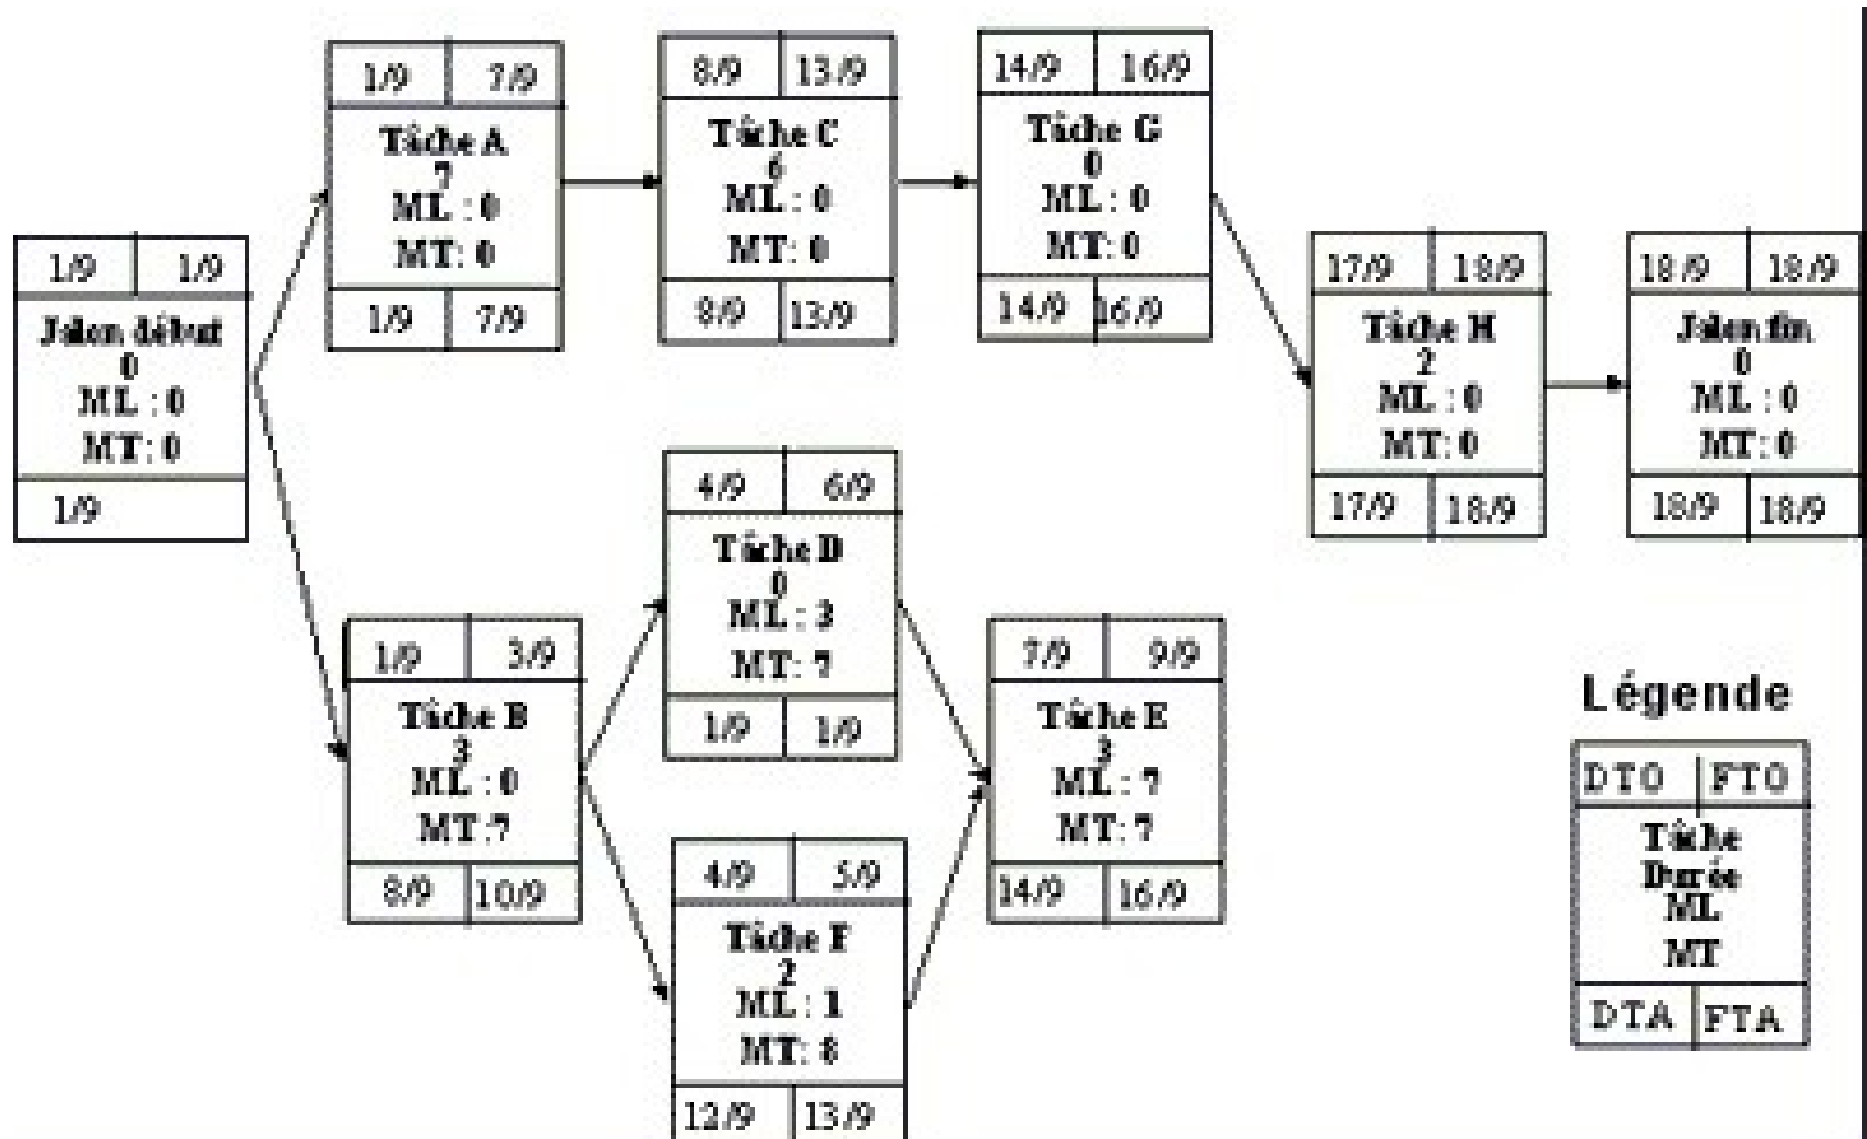 1/9 1/9
Jalon début
0
ML : 0
MT: 0
1/9
1/9 7/9
Tâche A
7
ML : 0
MT: 0
1/9 7/9
8/9 13/9
Tâche C
6
ML : 0
MT: 0
8/9 13/9
14/9 16/9
Tâche G
0
ML : 0
MT: 0
14/9 16/9
17/9 18/9
Tâche H
2
ML : 0
MT: 0
17/9 18/9
18/9 18/9
Jalon fin
0
ML : 0
MT: 0
18/9 18/9
1/9 3/9
Tâche B
3
ML : 0
MT :7
8/9 10/9
4/9 6/9
Tâche D
0
ML : 3
MT: 7
1/9 1/9
4/9 5/9
Tâche F
2
ML : 1
MT: 8
12/9 13/9
7/9 9/9
Tâche E
3
ML : 7
MT: 7
14/9 16/9
Légende
DTO FTO
Tâche
Durée
ML
MT
DTA FTA